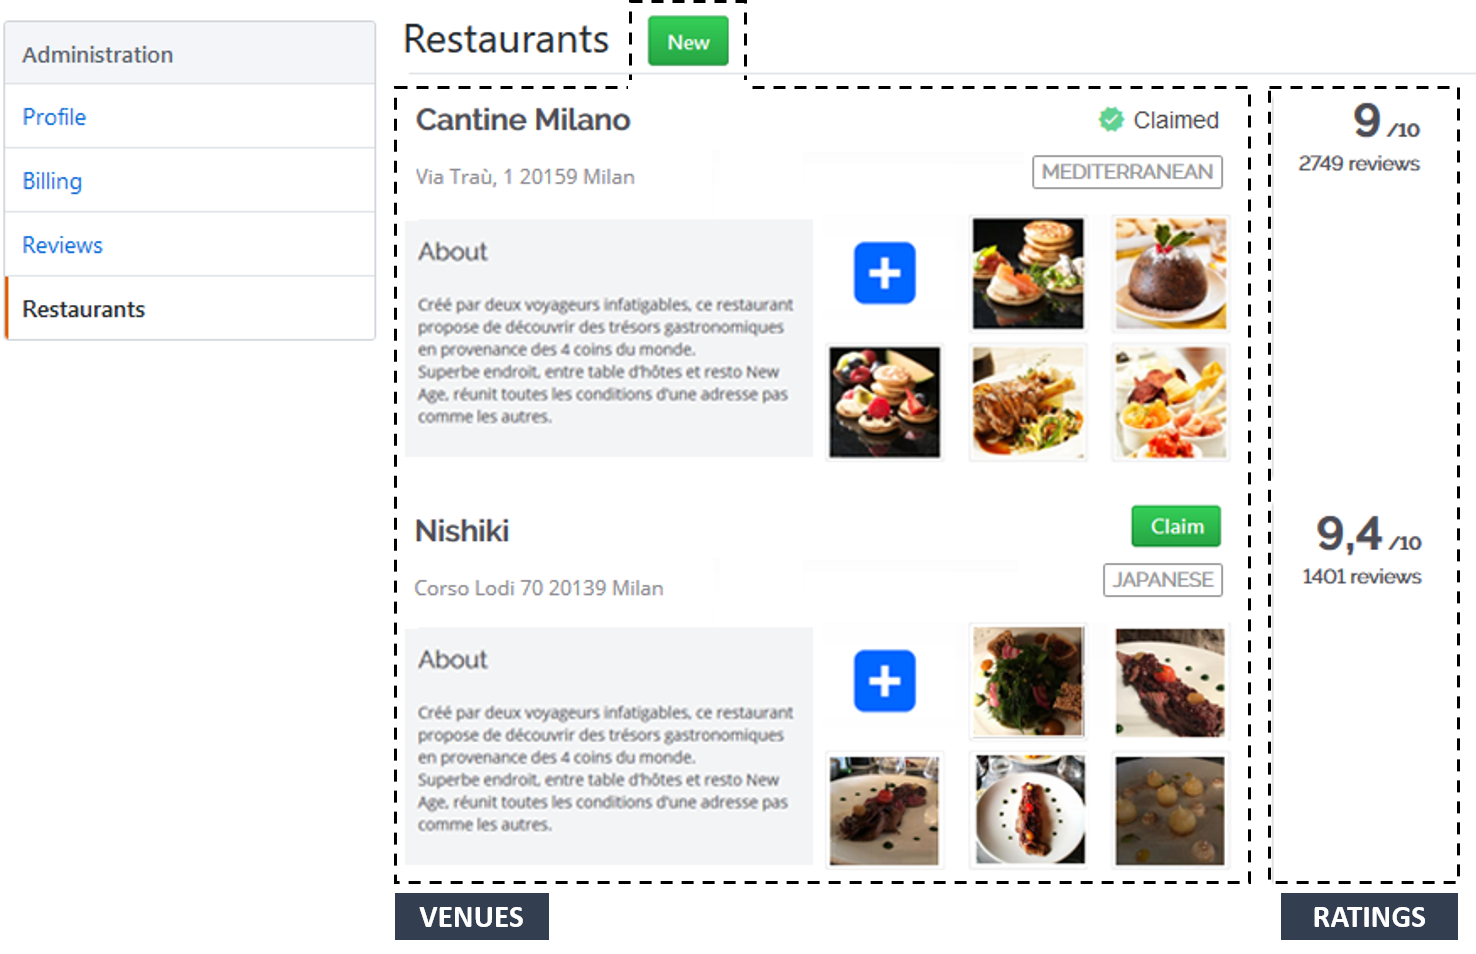 Administration
Profile
Billing
Reviews
Restaurants
Restaurants
New
Cantine Milano
Claimed
Via Traù, 1 20159 Milan
MEDITERRANEAN
About
Créé par deux voyageurs infatigables, ce restaurant
propose de découvrir des trésors gastronomiques
en provenance des 4 coins du monde.
Superbe endroit, entre table d'hôtes et resto New
Age, réunit toutes les conditions d'une adresse pas
comme les autres.
9 /10
2749 reviews
Nishiki
Claim
Corso Lodi 70 20139 Milan
JAPANESE
About
Créé par deux voyageurs infatigables, ce restaurant
propose de découvrir des trésors gastronomiques
en provenance des 4 coins du monde.
Superbe endroit, entre table d'hôtes et resto New
Age, réunit toutes les conditions d'une adresse pas
comme les autres.
9,4 /10
1401 reviews
VENUES
RATINGS